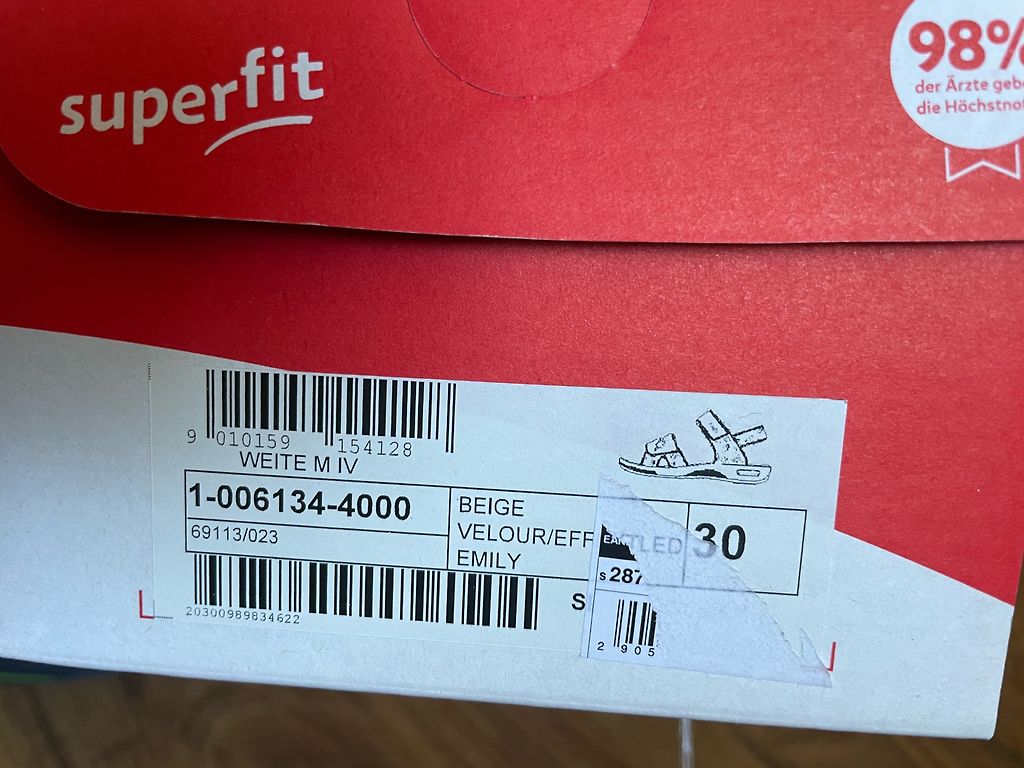 superfit
98%
der Ärzte geb
die Höchstno
9 010159 154128
WEITE M IV
1-006134-4000
69113/023
BEIGE
VELOUR/EFF
EMILY
30
S 287
20300989834622
S
2 905